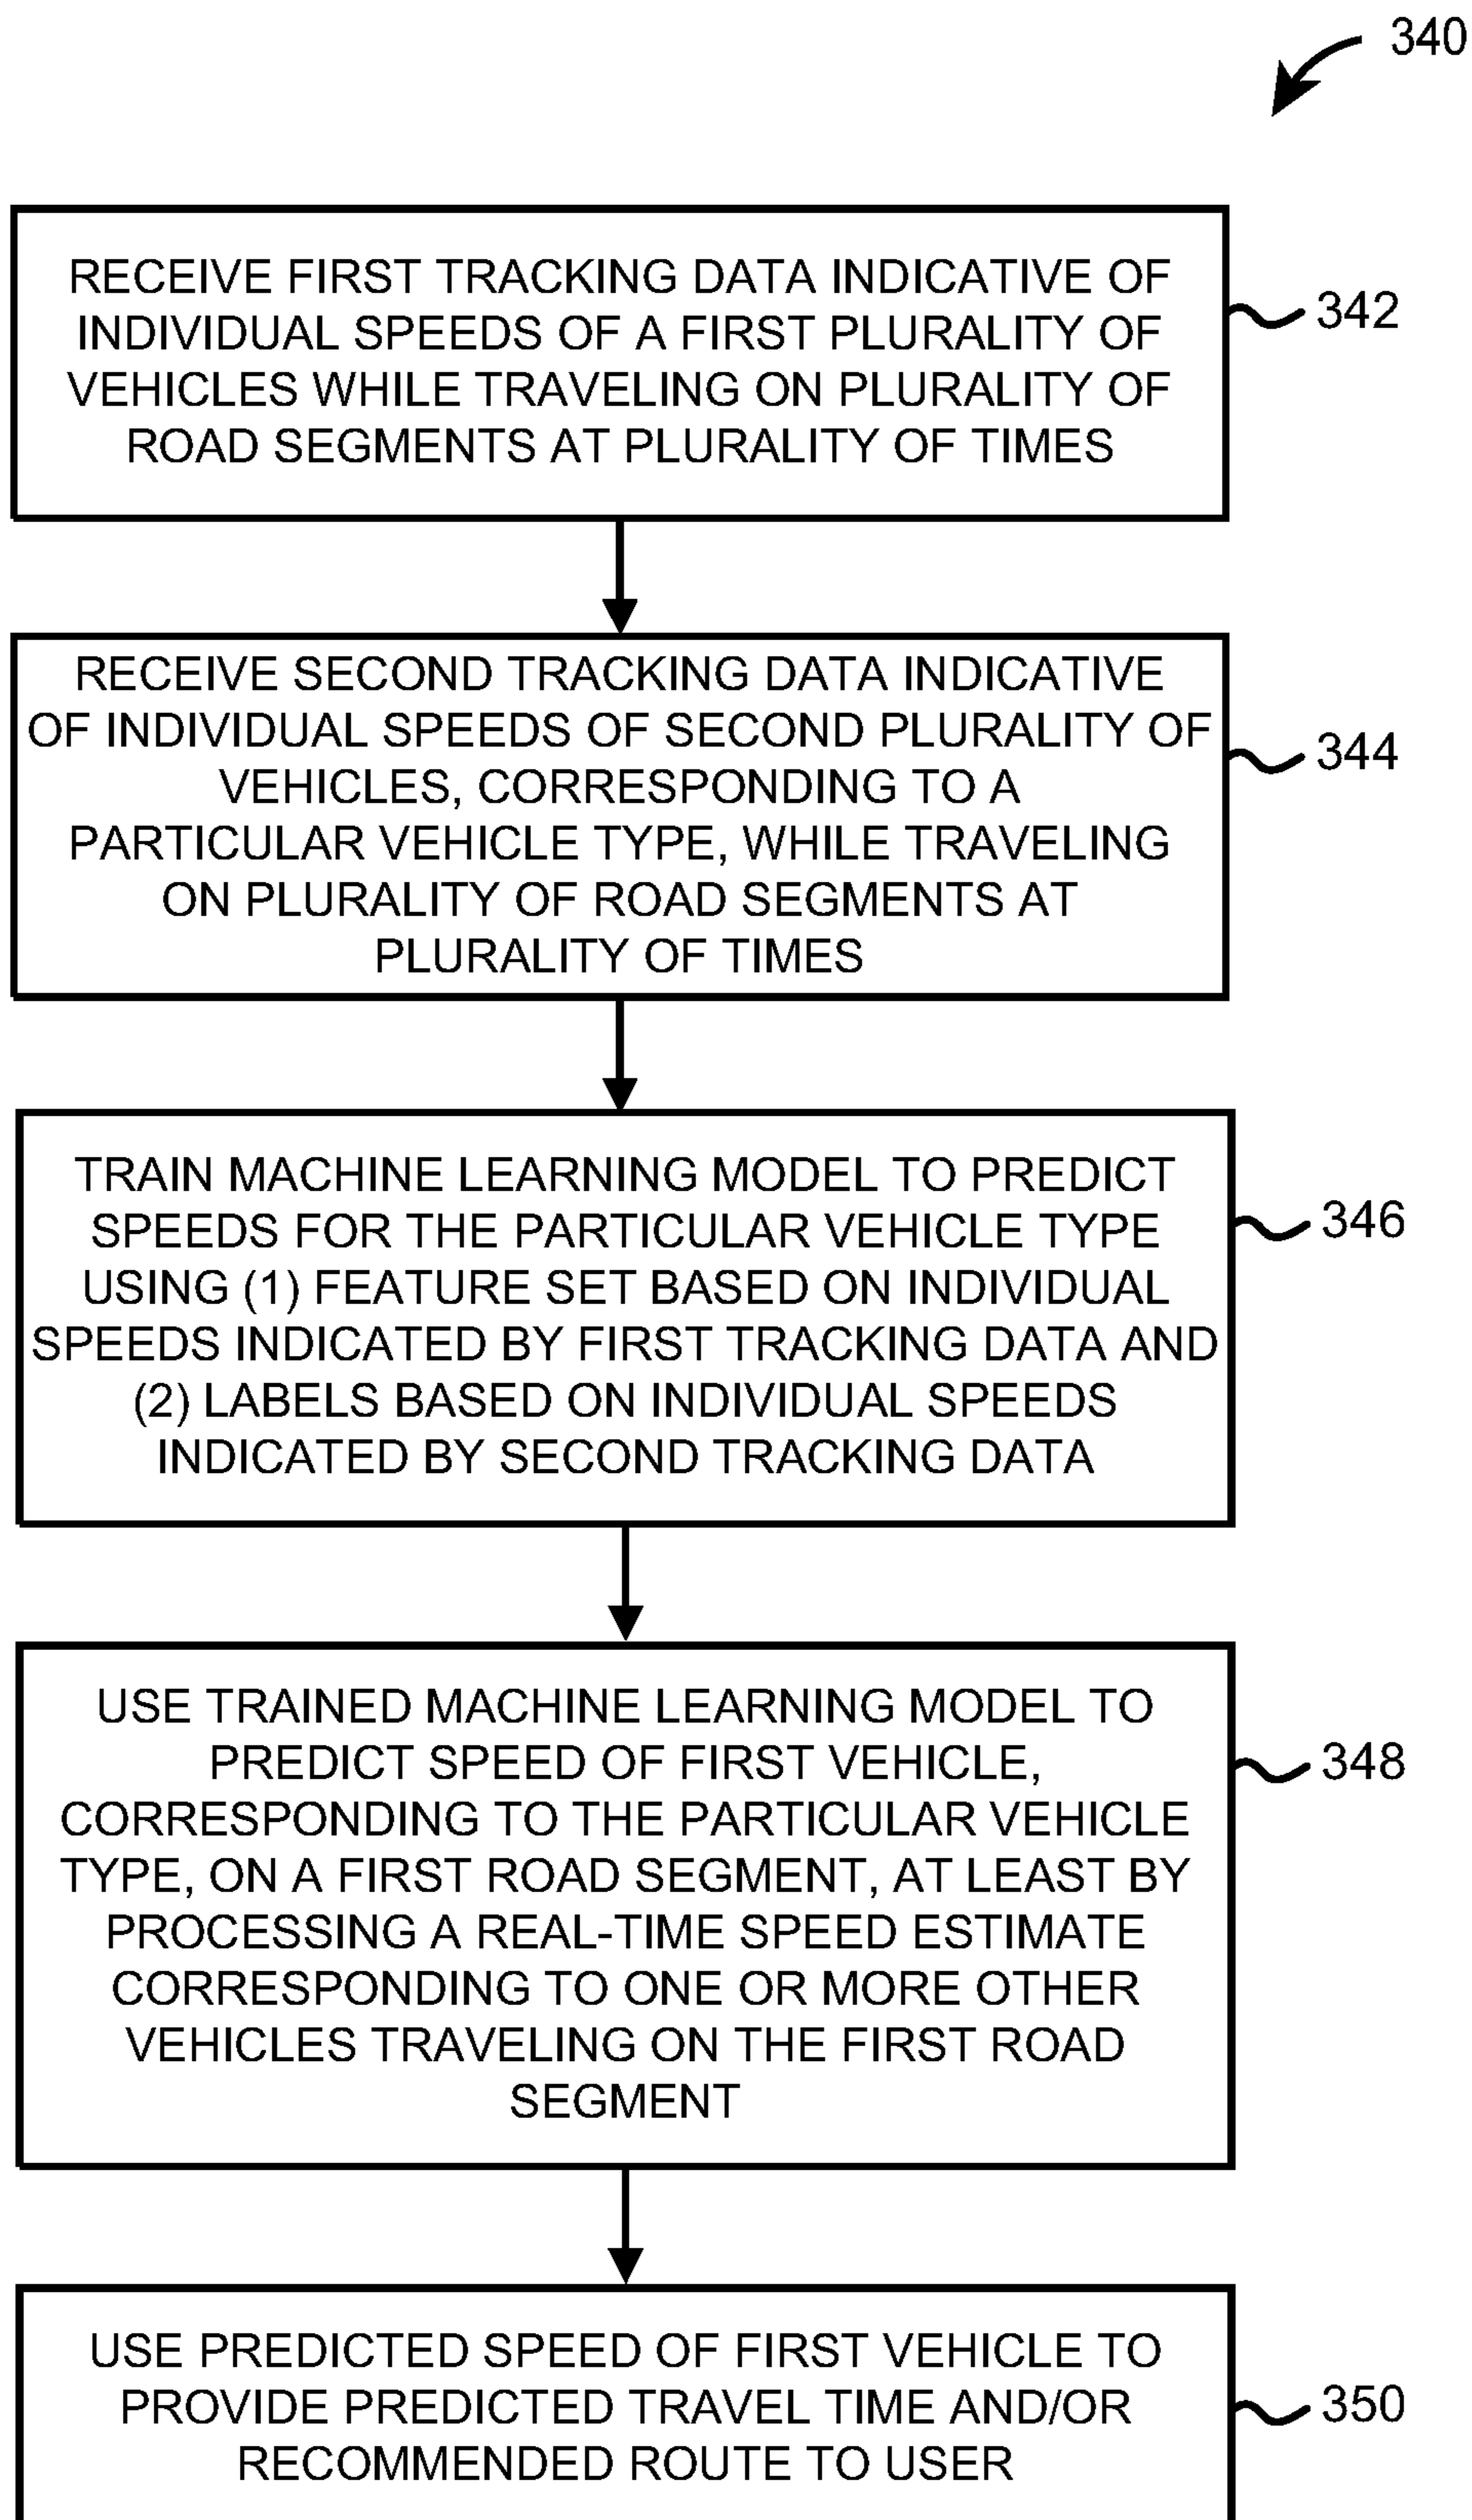 340
RECEIVE FIRST TRACKING DATA INDICATIVE OF
INDIVIDUAL SPEEDS OF A FIRST PLURALITY OF
VEHICLES WHILE TRAVELING ON PLURALITY OF
ROAD SEGMENTS AT PLURALITY OF TIMES
342
RECEIVE SECOND TRACKING DATA INDICATIVE
OF INDIVIDUAL SPEEDS OF SECOND PLURALITY OF
VEHICLES, CORRESPONDING TO A
PARTICULAR VEHICLE TYPE, WHILE TRAVELING
ON PLURALITY OF ROAD SEGMENTS AT
PLURALITY OF TIMES
344
TRAIN MACHINE LEARNING MODEL TO PREDICT
SPEEDS FOR THE PARTICULAR VEHICLE TYPE
USING (1) FEATURE SET BASED ON INDIVIDUAL
SPEEDS INDICATED BY FIRST TRACKING DATA AND
(2) LABELS BASED ON INDIVIDUAL SPEEDS
INDICATED BY SECOND TRACKING DATA
346
USE TRAINED MACHINE LEARNING MODEL TO
PREDICT SPEED OF FIRST VEHICLE,
CORRESPONDING TO THE PARTICULAR VEHICLE
TYPE, ON A FIRST ROAD SEGMENT, AT LEAST BY
PROCESSING A REAL-TIME SPEED ESTIMATE
CORRESPONDING TO ONE OR MORE OTHER
VEHICLES TRAVELING ON THE FIRST ROAD
SEGMENT
348
USE PREDICTED SPEED OF FIRST VEHICLE TO
PROVIDE PREDICTED TRAVEL TIME AND/OR
RECOMMENDED ROUTE TO USER
350